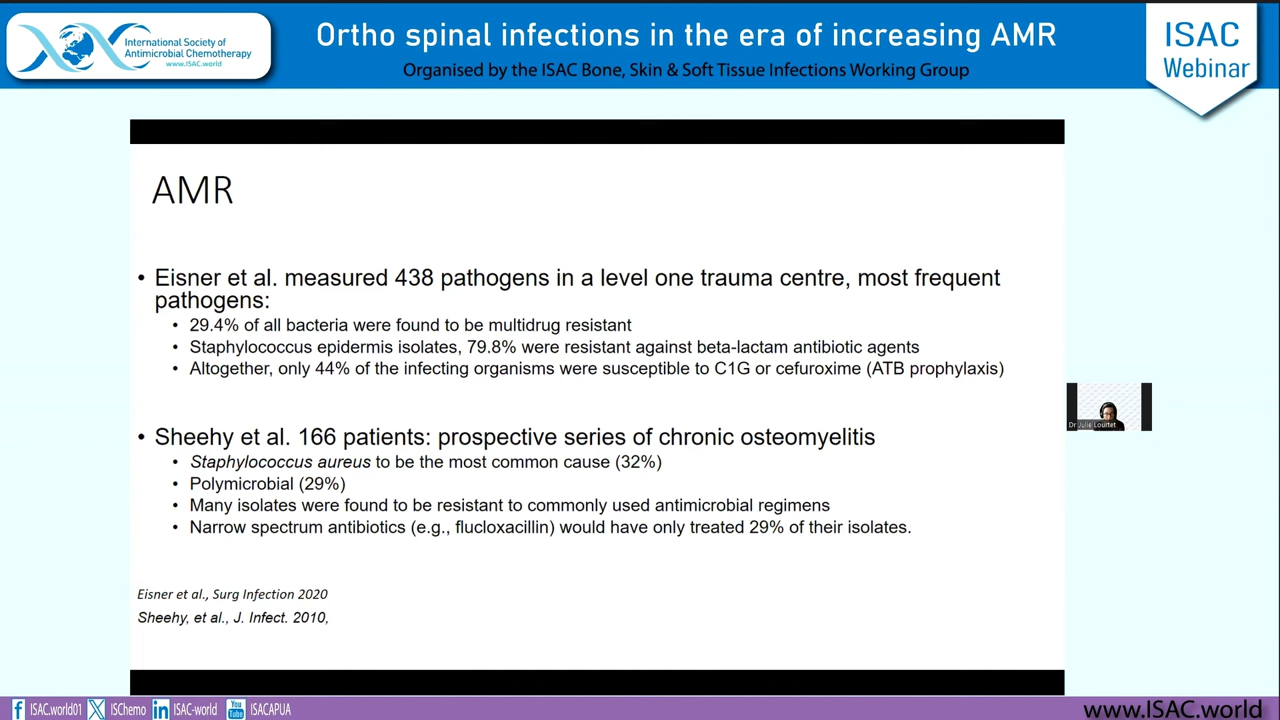 International Society of
Antimicrobial Chemotherapy
www.ISAC.world
Ortho spinal infections in the era of increasing AMR
Organised by the ISAC Bone, Skin & Soft Tissue Infections Working Group
ISAC
Webinar
AMR
• Eisner et al. measured 438 pathogens in a level one trauma centre, most frequent
pathogens:
• 29.4% of all bacteria were found to be multidrug resistant
• Staphylococcus epidermis isolates, 79.8% were resistant against beta-lactam antibiotic agents
• Altogether, only 44% of the infecting organisms were susceptible to C1G or cefuroxime (ATB prophylaxis)
• Sheehy et al. 166 patients: prospective series of chronic osteomyelitis
• Staphylococcus aureus to be the most common cause (32%)
• Polymicrobial (29%)
• Many isolates were found to be resistant to commonly used antimicrobial regimens
• Narrow spectrum antibiotics (e.g., flucloxacillin) would have only treated 29% of their isolates.
Eisner et al., Surg Infection 2020
Sheehy, et al., J. Infect. 2010,
Dr Julie Lourtet
f ISAC.world01 X ISChemo in ISAC-world You Tube ISACAPUA
www.ISAC.world